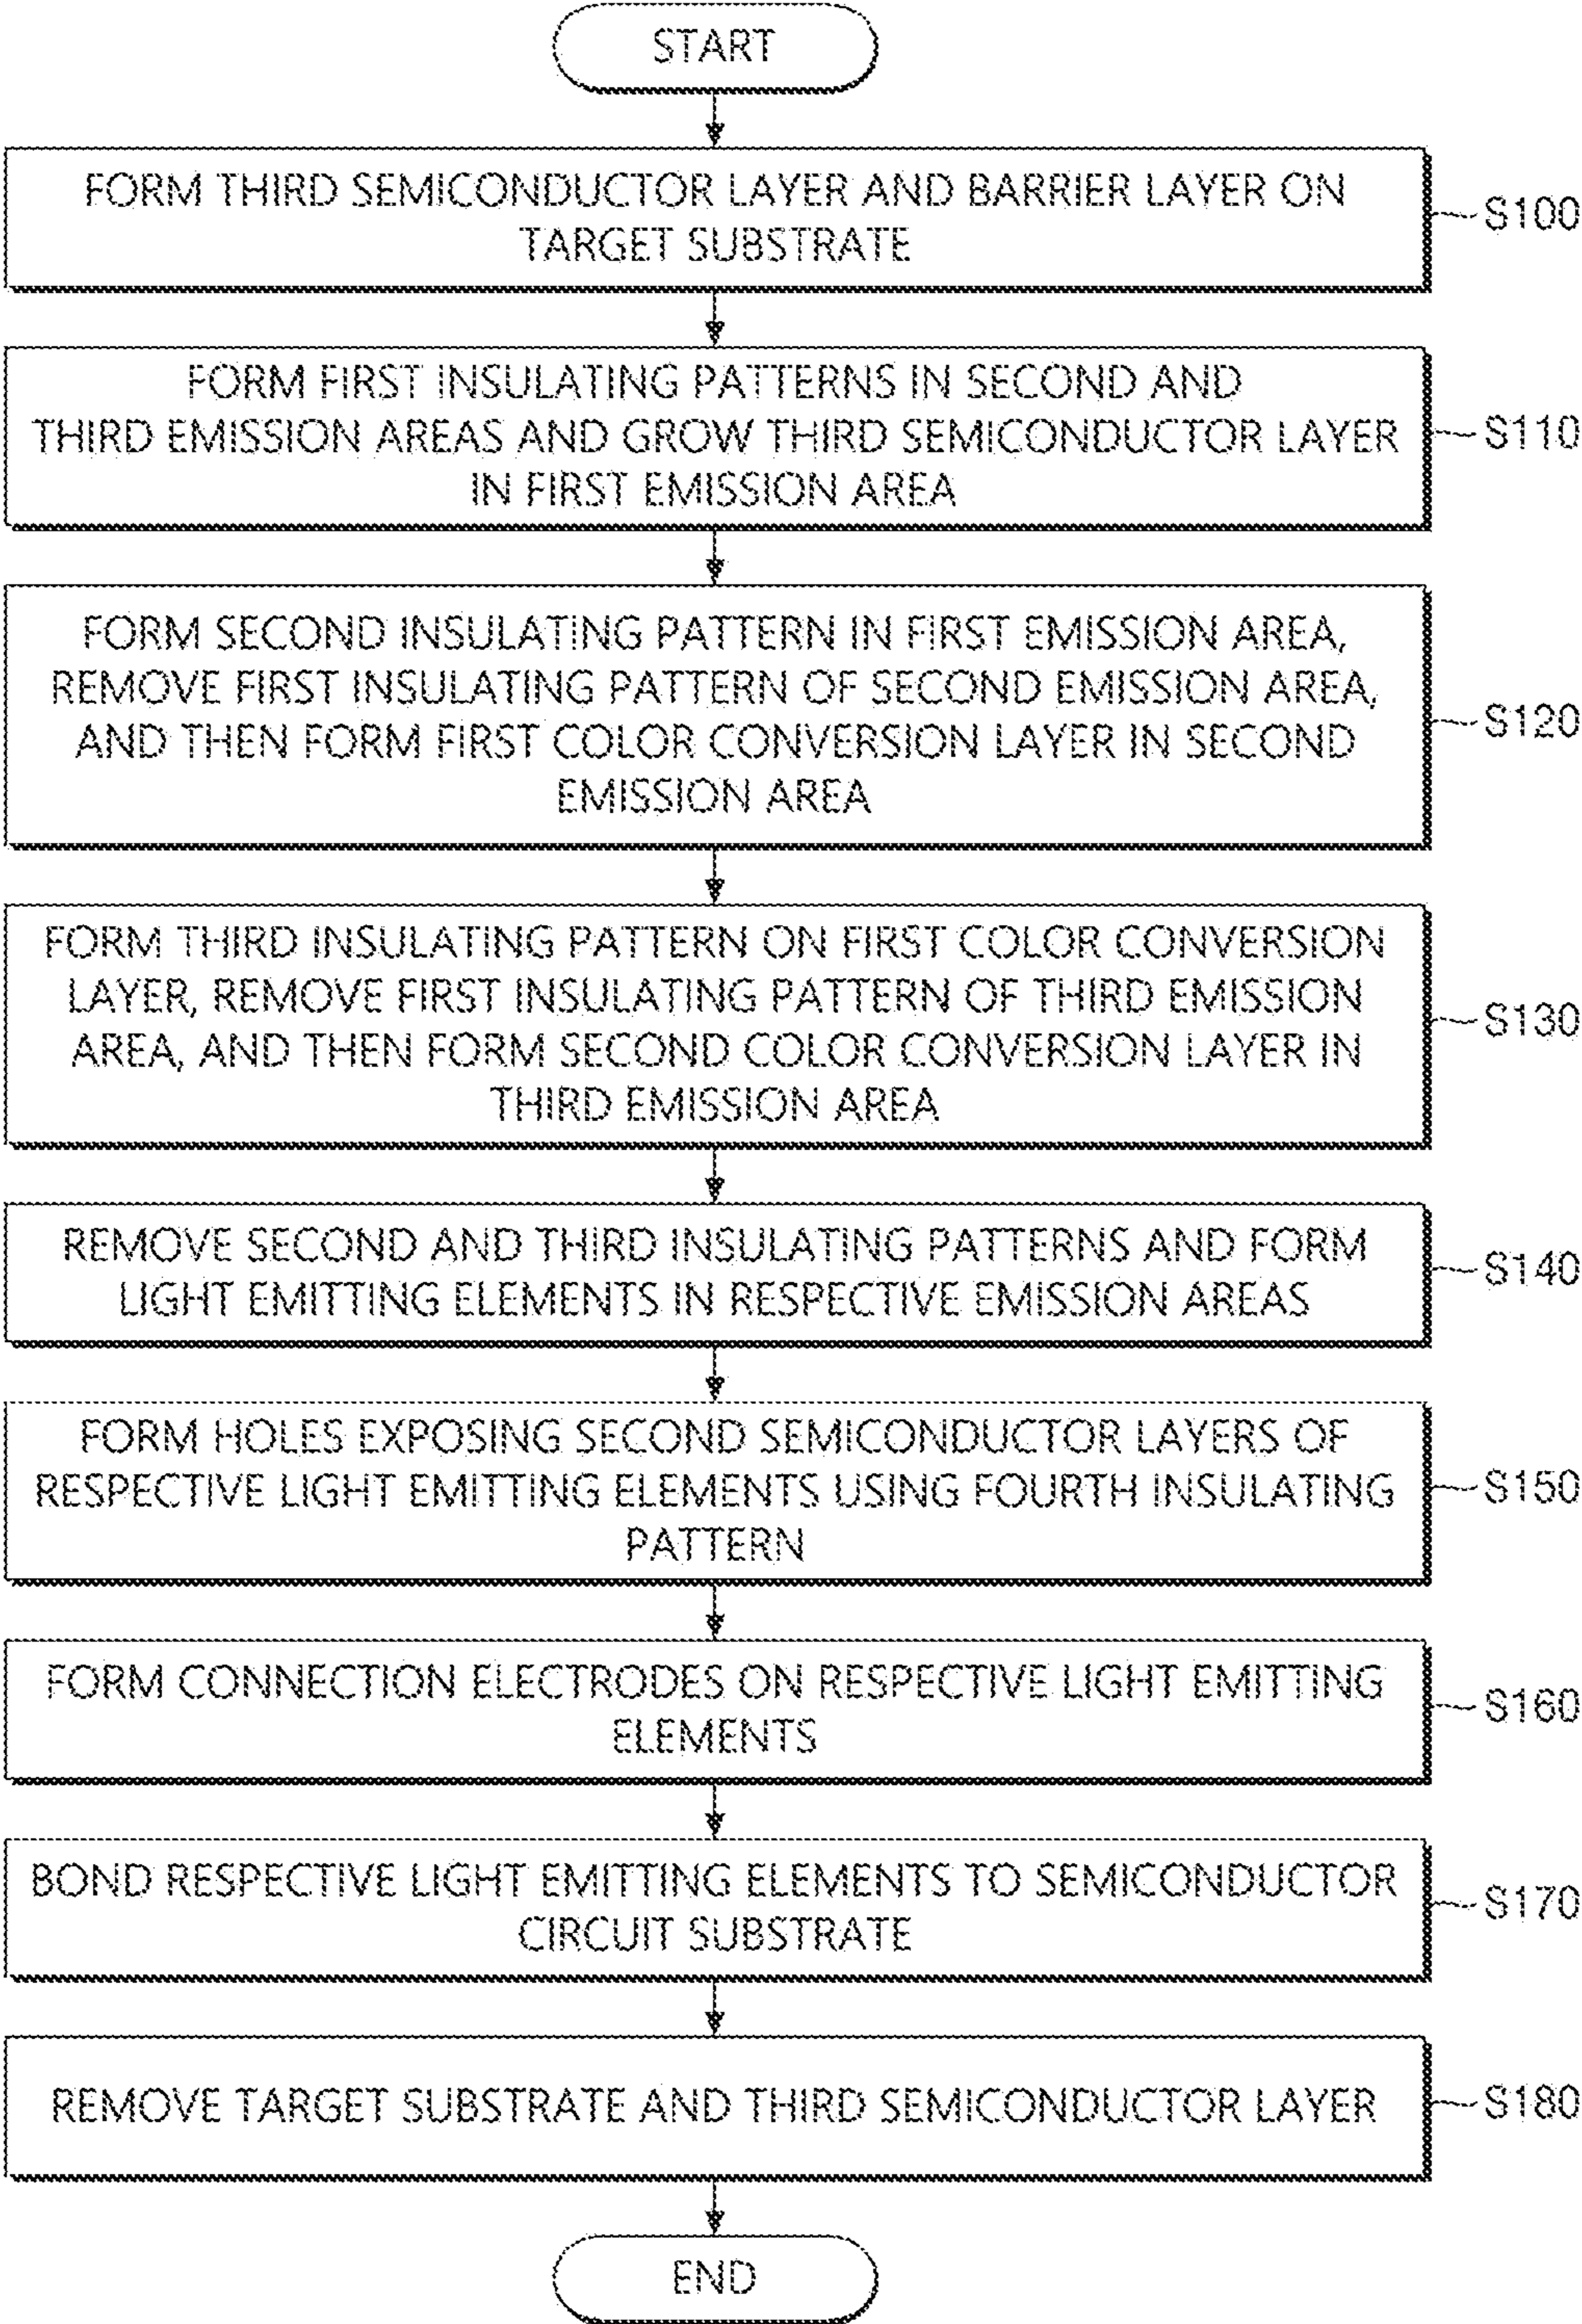 START
FORM THIRD SEMICONDUCTOR LAYER AND BARRIER LAYER ON
TARGET SUBSTRATE
S100
FORM FIRST INSULATING PATTERNS IN SECOND AND
THIRD EMISSION AREAS AND GROW THIRD SEMICONDUCTOR LAYER
IN FIRST EMISSION AREA
S110
FORM SECOND INSULATING PATTERN IN FIRST EMISSION AREA,
REMOVE FIRST INSULATING PATTERN OF SECOND EMISSION AREA,
AND THEN FORM FIRST COLOR CONVERSION LAYER IN SECOND
EMISSION AREA
S120
FORM THIRD INSULATING PATTERN ON FIRST COLOR CONVERSION
LAYER, REMOVE FIRST INSULATING PATTERN OF THIRD EMISSION
AREA, AND THEN FORM SECOND COLOR CONVERSION LAYER IN
THIRD EMISSION AREA
S130
REMOVE SECOND AND THIRD INSULATING PATTERNS AND FORM
LIGHT EMITTING ELEMENTS IN RESPECTIVE EMISSION AREAS
S140
FORM HOLES EXPOSING SECOND SEMICONDUCTOR LAYERS OF
RESPECTIVE LIGHT EMITTING ELEMENTS USING FOURTH INSULATING
PATTERN
S150
FORM CONNECTION ELECTRODES ON RESPECTIVE LIGHT EMITTING
ELEMENTS
S160
BOND RESPECTIVE LIGHT EMITTING ELEMENTS TO SEMICONDUCTOR
CIRCUIT SUBSTRATE
S170
REMOVE TARGET SUBSTRATE AND THIRD SEMICONDUCTOR LAYER
S180
END